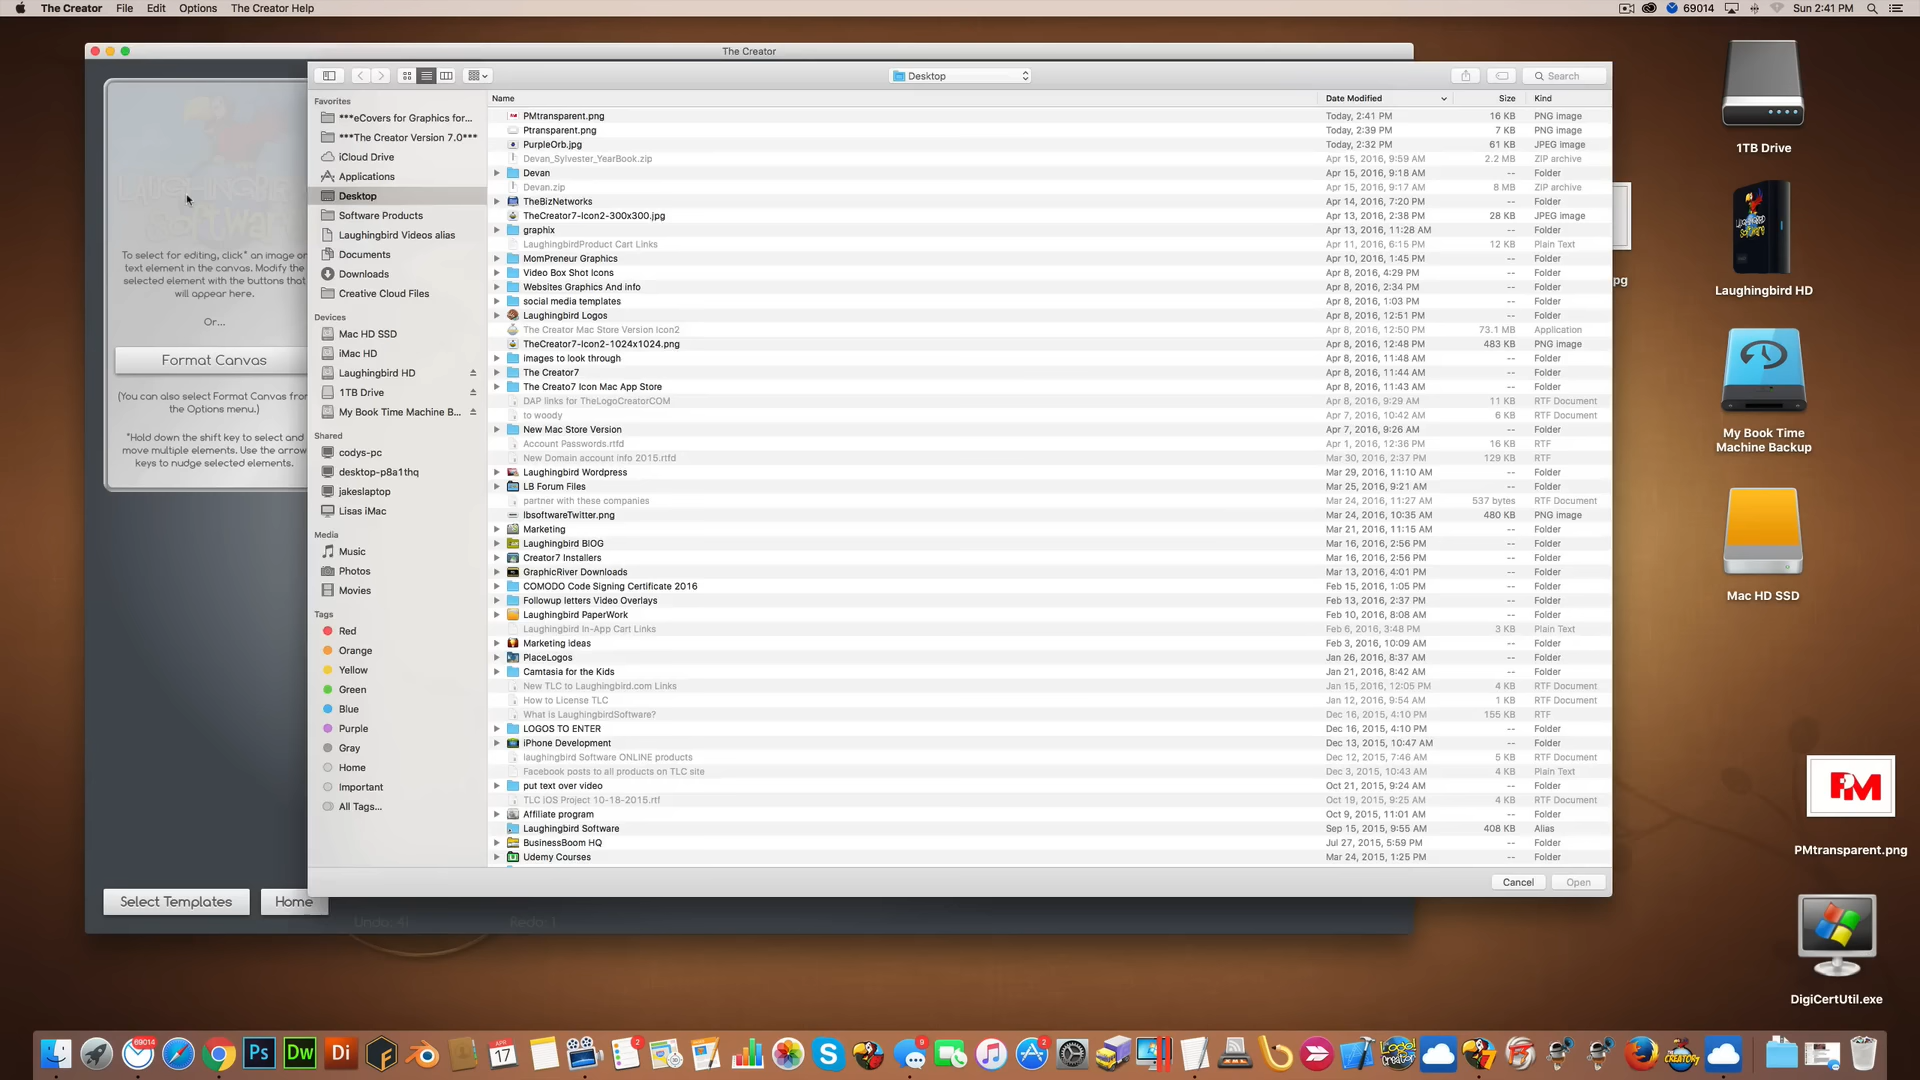 The Creator File Edit Options The Creator Help 69014 Sun 2:41 PM
The Creator
Desktop Search
To select for editing, click* an image or
text element in the canvas. Modify the
selected element with the buttons that
will appear here.
Or...
Format Canvas
(You can also select Format Canvas from
the Options menu.)
*Hold down the shift key to select and
move multiple elements. Use the arrow
keys to nudge selected elements.
Select Templates
Home
Undo: 41 Redo: 1
Favorites
***eCovers for Graphics for...
***The Creator Version 7.0***
iCloud Drive
Applications
Desktop
Software Products
Laughingbird Videos alias
Documents
Downloads
Creative Cloud Files
Devices
Mac HD SSD
iMac HD
Laughingbird HD
1TB Drive
My Book Time Machine B...
Shared
codys-pc
desktop-p8a1thq
jakeslaptop
Lisas iMac
Media
Music
Photos
Movies
Tags
Red
Orange
Yellow
Green
Blue
Purple
Gray
Home
Important
All Tags...
Name Date Modified Size Kind
PMtransparent.png Today, 2:41 PM 16 KB PNG image
Ptransparent.png Today, 2:39 PM 7 KB PNG image
PurpleOrb.jpg Today, 2:32 PM 61 KB JPEG image
Devan_Sylvester_YearBook.zip Apr 15, 2016, 9:59 AM 2.2 MB ZIP archive
Devan Apr 15, 2016, 9:18 AM -- Folder
Devan.zip Apr 15, 2016, 9:17 AM 8 MB ZIP archive
TheBizNetworks Apr 14, 2016, 7:20 PM -- Folder
TheCreator7-Icon2-300x300.jpg Apr 13, 2016, 2:38 PM 28 KB JPEG image
graphix Apr 13, 2016, 11:28 AM -- Folder
LaughingbirdProduct Cart Links Apr 11, 2016, 6:15 PM 12 KB Plain Text
MomPreneur Graphics Apr 10, 2016, 1:45 PM -- Folder
Video Box Shot Icons Apr 8, 2016, 4:29 PM -- Folder
Websites Graphics And info Apr 8, 2016, 2:34 PM -- Folder
social media templates Apr 8, 2016, 1:03 PM -- Folder
Laughingbird Logos Apr 8, 2016, 12:51 PM -- Folder
The Creator Mac Store Version Icon2 Apr 8, 2016, 12:50 PM 73.1 MB Application
TheCreator7-Icon2-1024x1024.png Apr 8, 2016, 12:48 PM 483 KB PNG image
images to look through Apr 8, 2016, 11:48 AM -- Folder
The Creator7 Apr 8, 2016, 11:44 AM -- Folder
The Creato7 Icon Mac App Store Apr 8, 2016, 11:43 AM -- Folder
DAP links for TheLogoCreatorCOM Apr 8, 2016, 9:29 AM 11 KB RTF Document
to woody Apr 7, 2016, 10:42 AM 6 KB RTF Document
New Mac Store Version Apr 7, 2016, 9:26 AM -- Folder
Account Passwords.rtfd Apr 1, 2016, 12:36 PM 16 KB RTF
New Domain account info 2015.rtfd Mar 30, 2016, 2:37 PM 129 KB RTF
Laughingbird Wordpress Mar 29, 2016, 11:10 AM -- Folder
LB Forum Files Mar 25, 2016, 9:21 AM -- Folder
partner with these companies Mar 24, 2016, 11:27 AM 537 bytes RTF Document
lbsoftwareTwitter.png Mar 24, 2016, 10:35 AM 480 KB PNG image
Marketing Mar 21, 2016, 11:15 AM -- Folder
Laughingbird BlOG Mar 16, 2016, 2:56 PM -- Folder
Creator7 Installers Mar 16, 2016, 2:56 PM -- Folder
GraphicRiver Downloads Mar 13, 2016, 4:01 PM -- Folder
COMODO Code Signing Certificate 2016 Feb 15, 2016, 1:05 PM -- Folder
Followup letters Video Overlays Feb 13, 2016, 2:37 PM -- Folder
Laughingbird PaperWork Feb 10, 2016, 8:08 AM -- Folder
Laughingbird In-App Cart Links Feb 6, 2016, 3:48 PM 3 KB Plain Text
Marketing ideas Feb 3, 2016, 10:09 AM -- Folder
PlaceLogos Jan 26, 2016, 8:37 AM -- Folder
Camtasia for the Kids Jan 21, 2016, 8:42 AM -- Folder
New TLC to Laughingbird.com Links Jan 15, 2016, 12:05 PM 4 KB RTF Document
How to License TLC Jan 12, 2016, 9:54 AM 1 KB RTF Document
What is LaughingbirdSoftware? Dec 16, 2015, 4:10 PM 155 KB RTF
LOGOS TO ENTER Dec 16, 2015, 4:10 PM -- Folder
iPhone Development Dec 13, 2015, 10:47 AM -- Folder
laughingbird Software ONLINE products Dec 12, 2015, 7:46 AM 5 KB RTF Document
Facebook posts to all products on TLC site Dec 3, 2015, 10:43 AM 4 KB Plain Text
put text over video Oct 21, 2015, 9:24 AM -- Folder
TLC iOS Project 10-18-2015.rtf Oct 19, 2015, 9:25 AM 4 KB RTF Document
Affiliate program Oct 9, 2015, 11:01 AM -- Folder
Laughingbird Software Sep 15, 2015, 9:55 AM 408 KB Alias
BusinessBoom HQ Jul 27, 2015, 5:59 PM -- Folder
Udemy Courses Mar 24, 2015, 1:25 PM -- Folder
Cancel Open
1TB Drive
Laughingbird HD
pg
My Book Time
Machine Backup
Mac HD SSD
PM
PMtransparent.png
DigiCertUtil.exe
69014 Ps Dw Di APR 17 2 9 2